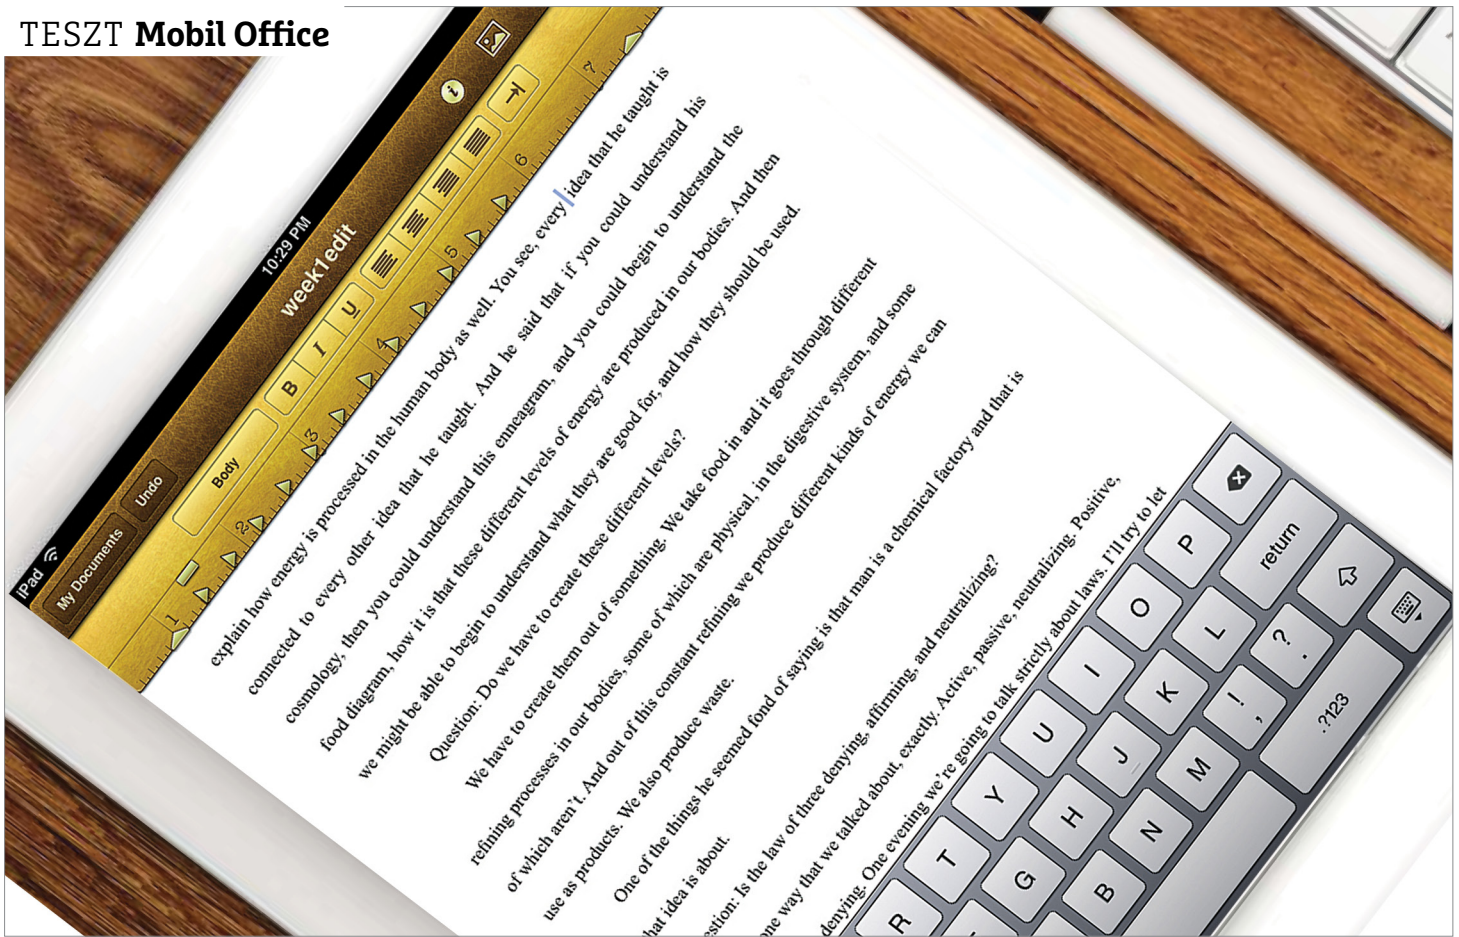 TESZT Mobil Office
iPad
10:29 PM
My Documents
Undo
week1edit
Body
B
I
U
1
2
3
4
5
6
7
explain how energy is processed in the human body as well. You see, every idea that he taught is
connected to every other idea that he taught. And he said that if you could understand his
cosmology, then you could understand this enneagram, and you could begin to understand the
food diagram, how it is that these different levels of energy are produced in our bodies. And then
we might be able to begin to understand what they are good for, and how they should be used.
Question: Do we have to create these different levels?
We have to create them out of something. We take food in and it goes through different
refining processes in our bodies, some of which are physical, in the digestive system, and some
of which aren't. And out of this constant refining we produce different kinds of energy we can
use as products. We also produce waste.
One of the things he seemed fond of saying is that man is a chemical factory and that is
hat idea is about.
estion: Is the law of three denying, affirming, and neutralizing?
one way that we talked about, exactly. Active, passive, neutralizing. Positive,
denying. One evening we're going to talk strictly about laws. I'll try to let
R T Y U I O P
G H J K L return
B N M ! , ? .
.?123